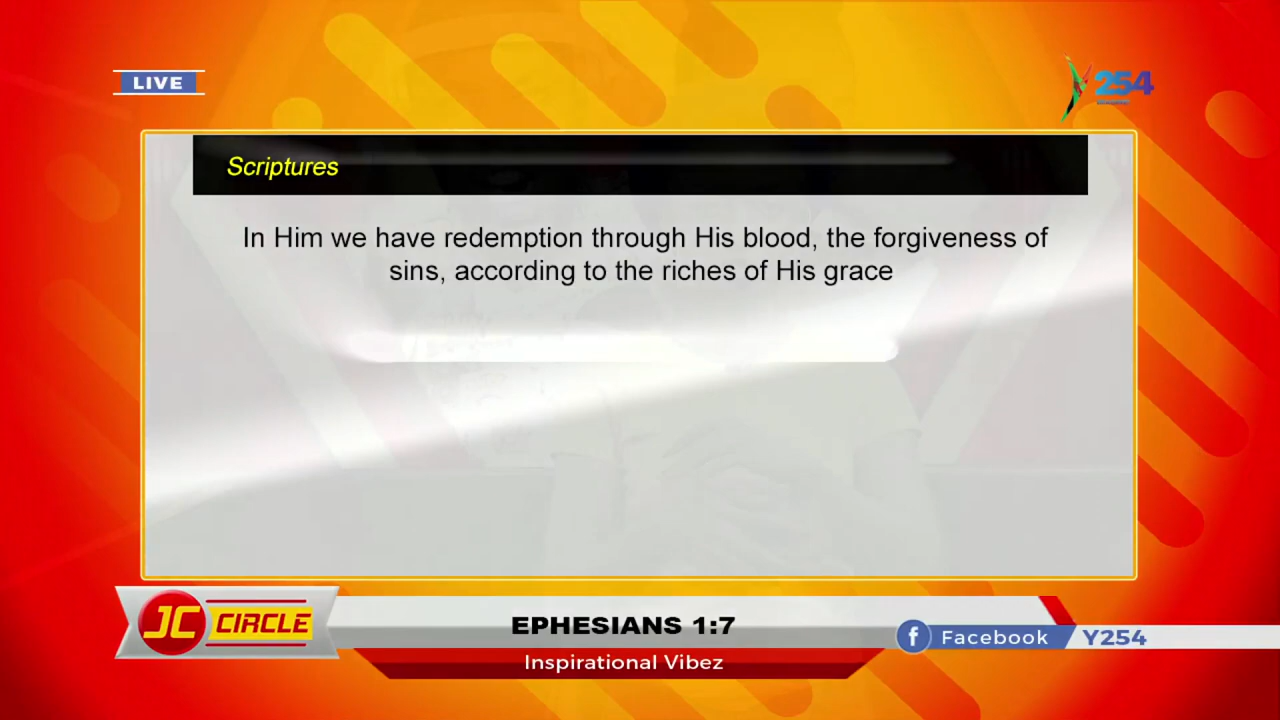 LIVE
254
Scriptures
In Him we have redemption through His blood, the forgiveness of
sins, according to the riches of His grace
JC CIRCLE
EPHESIANS 1:7
Inspirational Vibez
f Facebook Y254